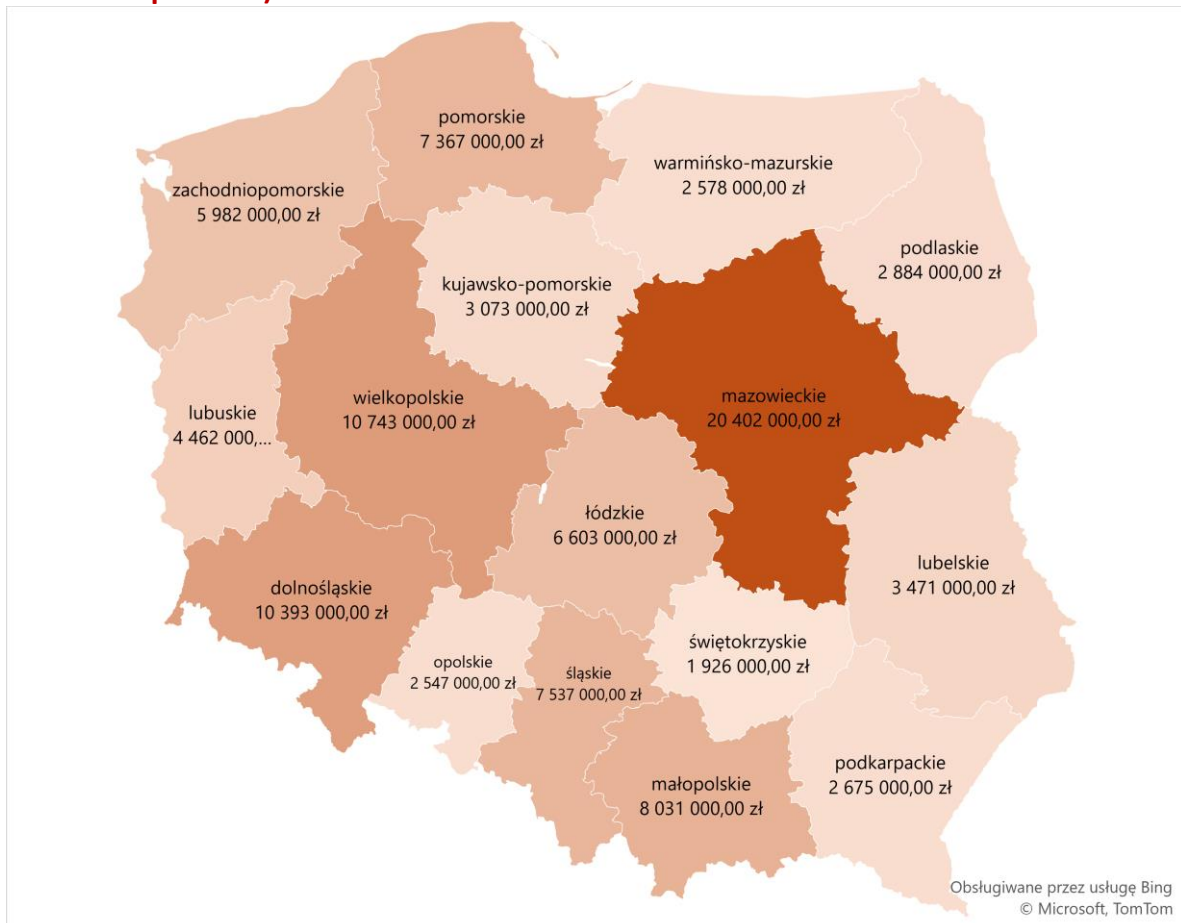 pomorskie
7 367 000,00 zł
warmińsko-mazurskie
2 578 000,00 zł
zachodniopomorskie
5 982 000,00 zł
podlaskie
2 884 000,00 zł
kujawsko-pomorskie
3 073 000,00 zł
mazowieckie
20 402 000,00 zł
wielkopolskie
10 743 000,00 zł
lubuskie
4 462 000,...
łódzkie
6 603 000,00 zł
lubelskie
3 471 000,00 zł
dolnośląskie
10 393 000,00 zł
świętokrzyskie
1 926 000,00 zł
opolskie
2 547 000,00 zł
śląskie
7 537 000,00 zł
podkarpackie
2 675 000,00 zł
małopolskie
8 031 000,00 zł
Obsługiwane przez usługę Bing
© Microsoft, TomTom